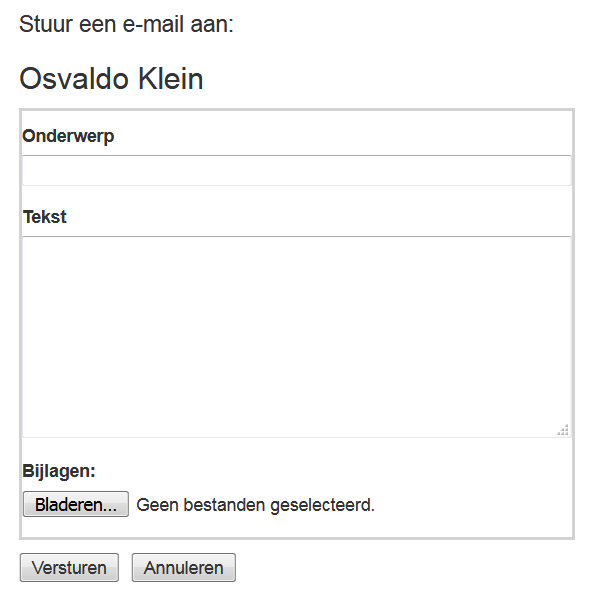 Stuur een e-mail aan:
Osvaldo Klein
Onderwerp
Tekst
Bijlagen:
Bladeren... Geen bestanden geselecteerd.
Versturen Annuleren